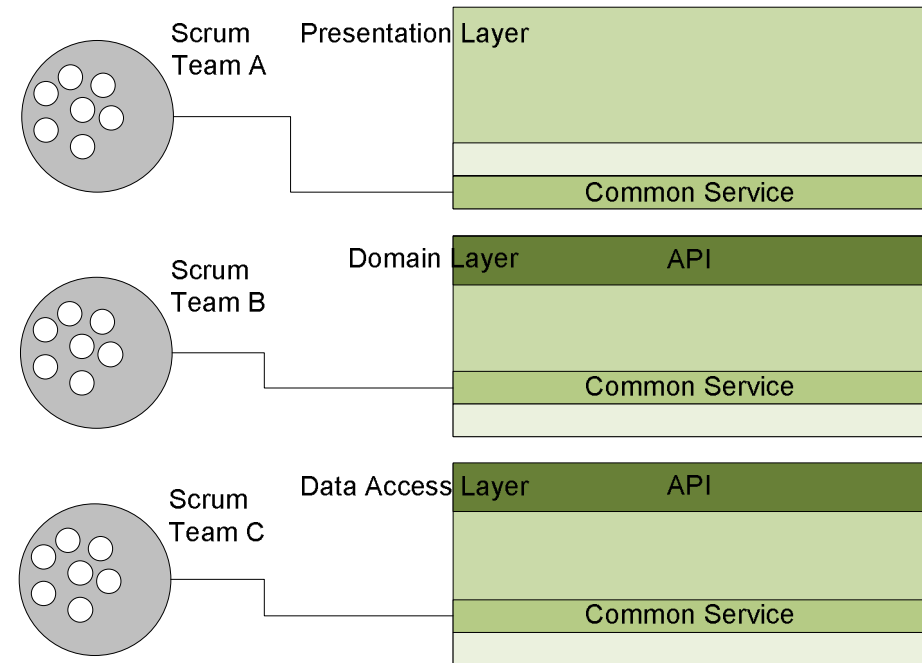 Scrum
Team A
Presentation Layer
Common Service
Scrum
Team B
Domain Layer
API
Common Service
Scrum
Team C
Data Access Layer
API
Common Service